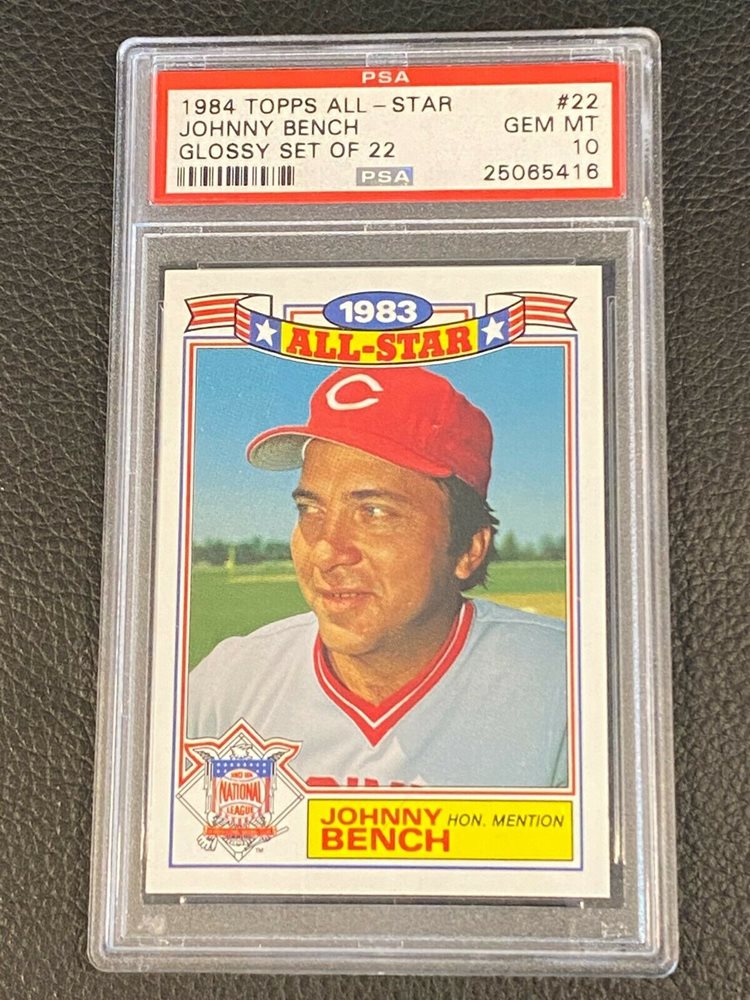 PSA
1984 TOPPS ALL-STAR #22
JOHNNY BENCH GEM MT
GLOSSY SET OF 22 10
PSA 25065416
1983
ALL-STAR
C
NATIONAL
LEAGUE
TM
JOHNNY HON. MENTION
BENCH